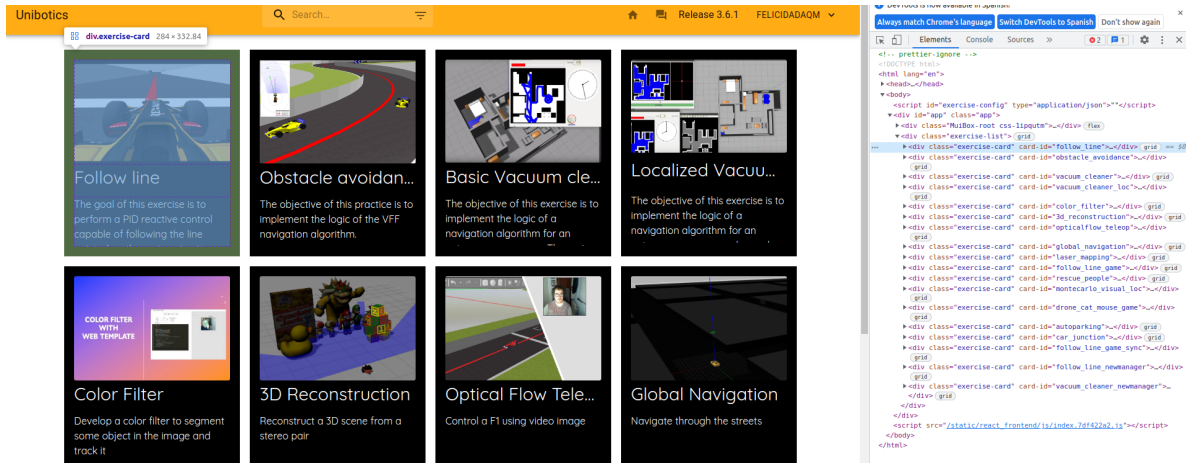 Unibotics
Search...
Release 3.6.1
FELICIDADAQM
div.exercise-card 284 × 332.84
Follow line
The goal of this exercise is to
perform a PID reactive control
capable of following the line
Obstacle avoidan...
The objective of this practice is to
implement the logic of the VFF
navigation algorithm.
Basic Vacuum cle...
The objective of this exercise is to
implement the logic of a
navigation algorithm for an
Localized Vacuu...
The objective of this exercise is to
implement the logic of a
navigation algorithm for an
COLOR FILTER
WITH
WEB TEMPLATE
Color Filter
Develop a color filter to segment
some object in the image and
track it
3D Reconstruction
Reconstruct a 3D scene from a
stereo pair
Optical Flow Tele...
Control a F1 using video image
Global Navigation
Navigate through the streets
DevTools is now available in Spanish!
Always match Chrome's language
Switch DevTools to Spanish
Don't show again
Elements
Console
Sources
»
2
1
<!-- prettier-ignore -->
<!DOCTYPE html>
<html lang="en">
<head>…</head>
<body>
<script id="exercise-config" type="application/json">""</script>
<div id="app" class="app">
<div class="MuiBox-root css-1ipqutm">…</div> flex
<div class="exercise-list"> grid
<div class="exercise-card" card-id="follow_line">…</div> grid == $0
<div class="exercise-card" card-id="obstacle_avoidance">…</div>
grid
<div class="exercise-card" card-id="vacuum_cleaner">…</div> grid
<div class="exercise-card" card-id="vacuum_cleaner_loc">…</div>
grid
<div class="exercise-card" card-id="color_filter">…</div> grid
<div class="exercise-card" card-id="3d_reconstruction">…</div> grid
<div class="exercise-card" card-id="opticalflow_teleop">…</div>
grid
<div class="exercise-card" card-id="global_navigation">…</div> grid
<div class="exercise-card" card-id="laser_mapping">…</div> grid
<div class="exercise-card" card-id="follow_line_game">…</div> grid
<div class="exercise-card" card-id="rescue_people">…</div> grid
<div class="exercise-card" card-id="montecarlo_visual_loc">…</div>
grid
<div class="exercise-card" card-id="drone_cat_mouse_game">…</div>
grid
<div class="exercise-card" card-id="autoparking">…</div> grid
<div class="exercise-card" card-id="car_junction">…</div> grid
<div class="exercise-card" card-id="follow_line_game_sync">…</div>
grid
<div class="exercise-card" card-id="follow_line_newmanager">…</div>
grid
<div class="exercise-card" card-id="vacuum_cleaner_newmanager">…
</div> grid
</div>
</div>
<script src="/static/react_frontend/js/index.7df422a2.js"></script>
</body>
</html>